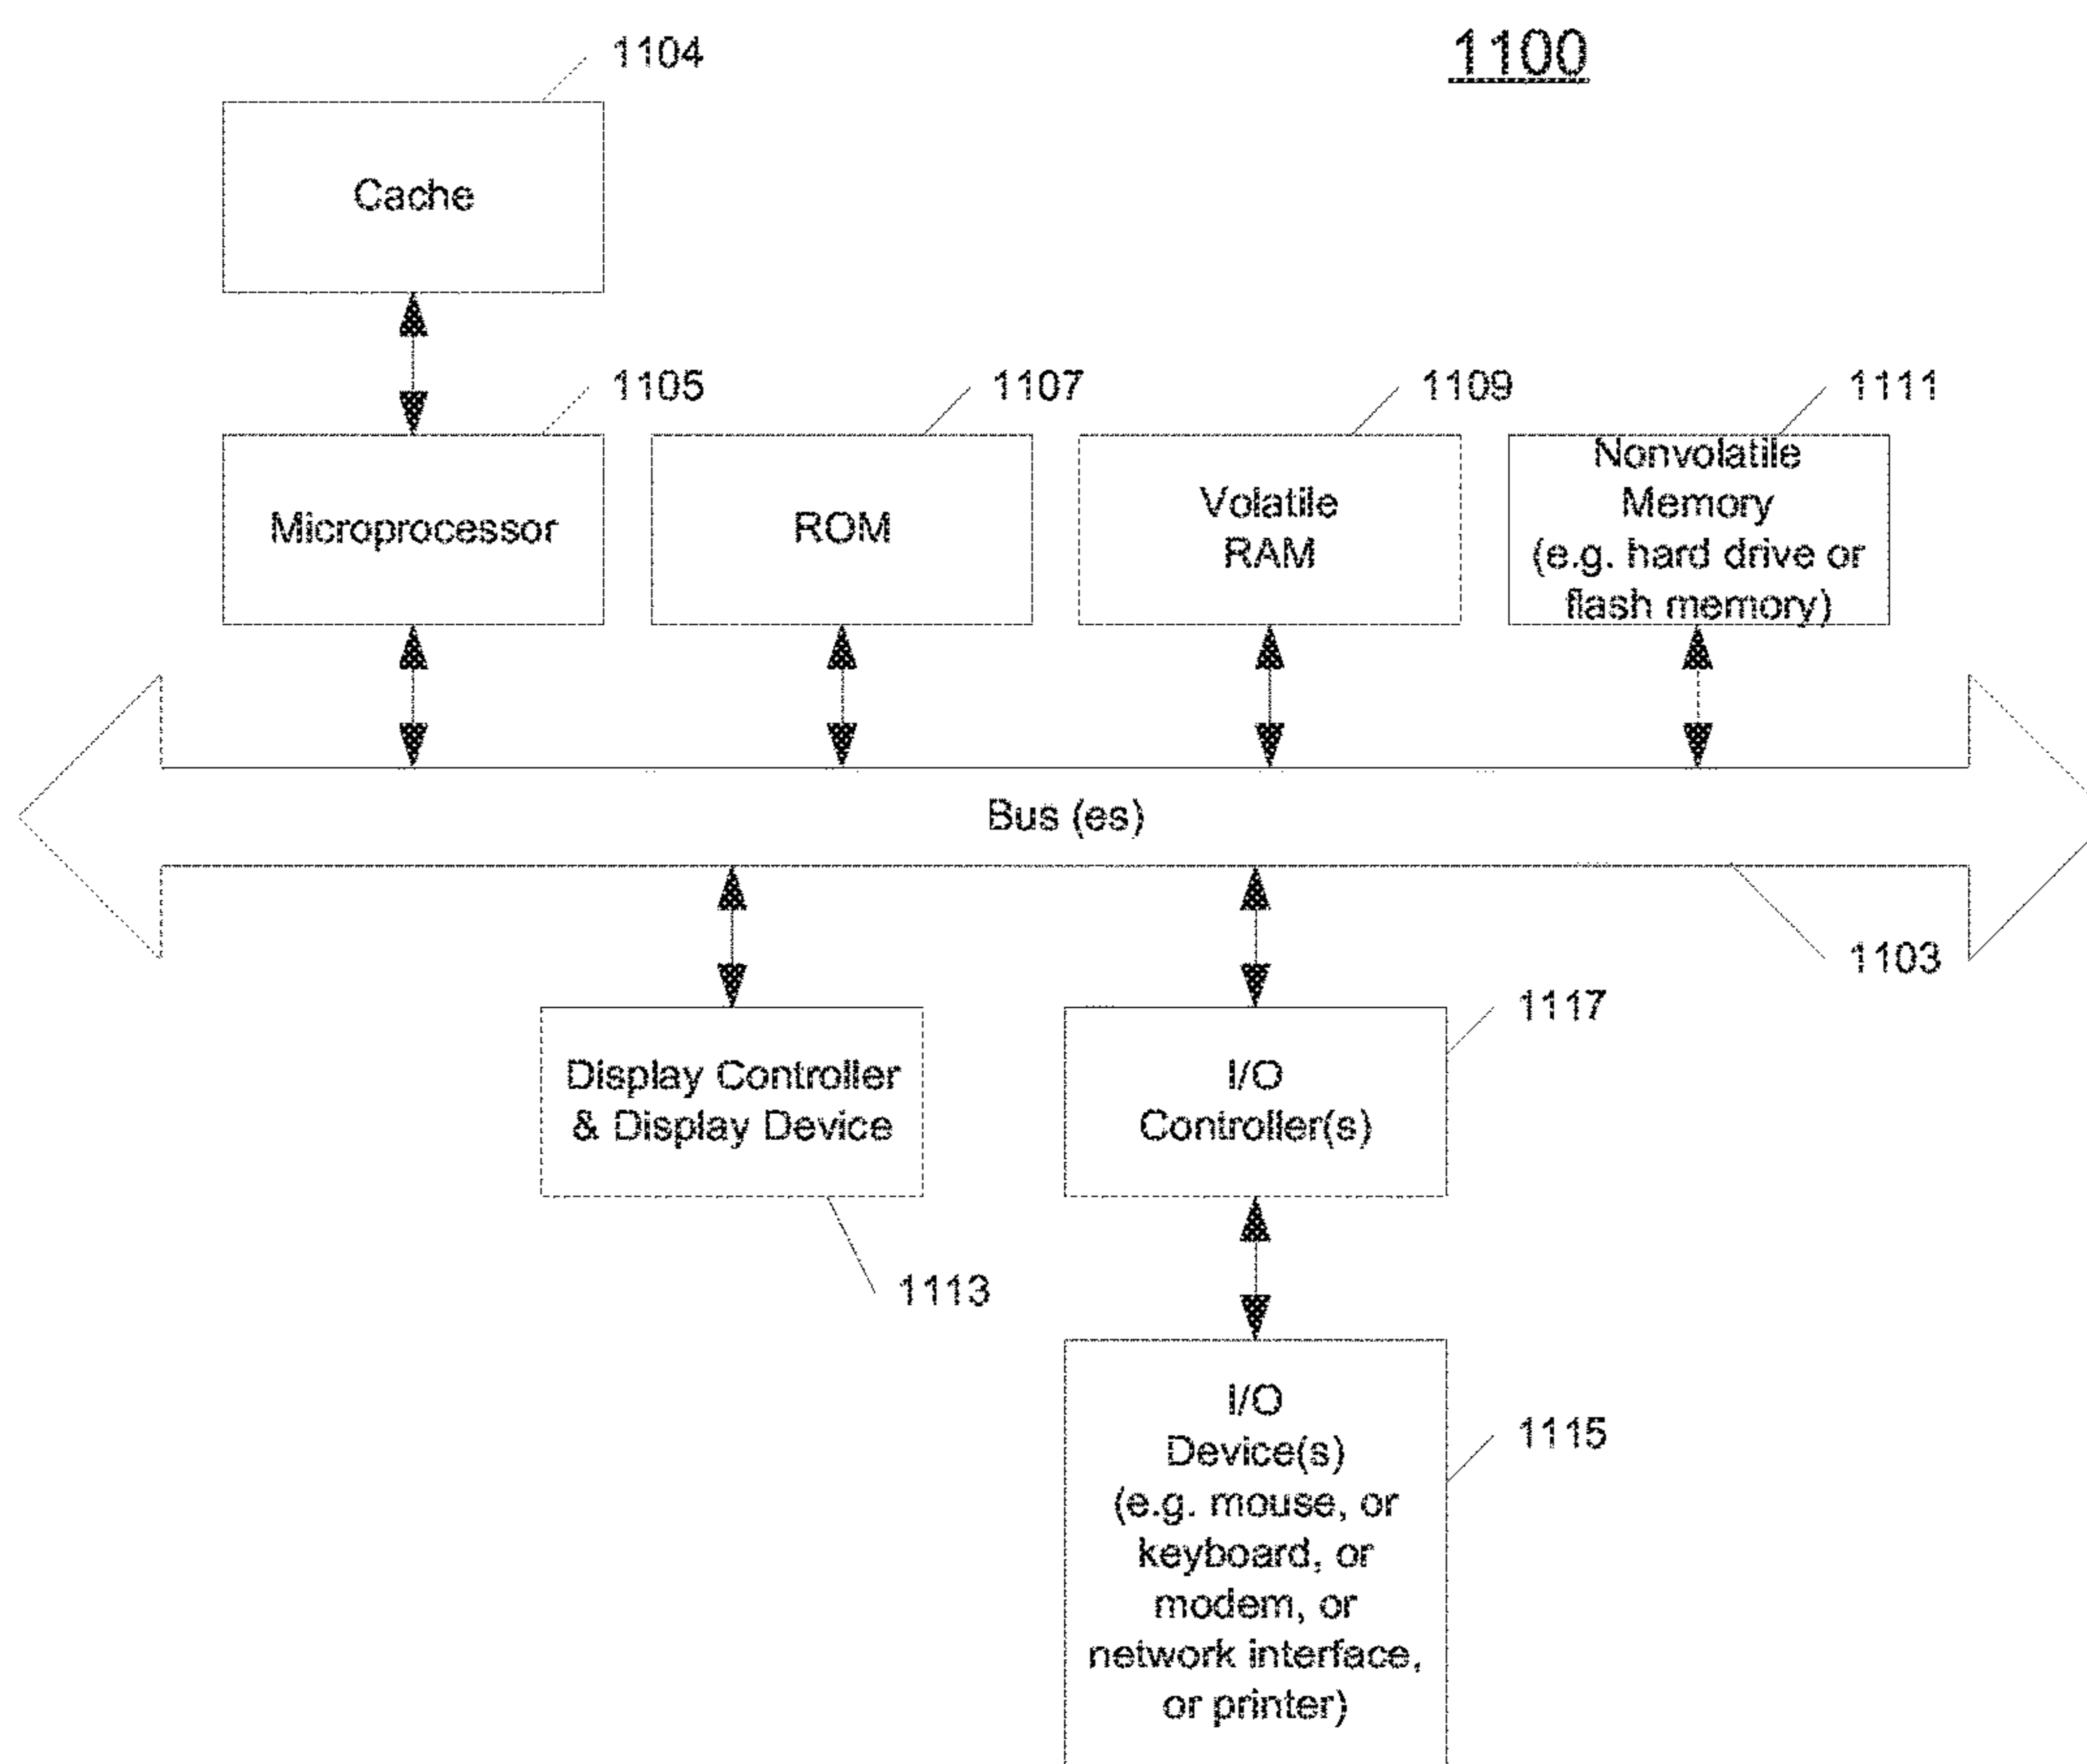 1100
1104
Cache
1105
1107
1109
1111
Microprocessor
ROM
Volatile
RAM
Nonvolatile
Memory
(e.g. hard drive or
flash memory)
Bus (es)
1103
1117
Display Controller
& Display Device
I/O
Controller(s)
1113
1115
I/O
Device(s)
(e.g. mouse, or
keyboard, or
modem, or
network interface,
or printer)